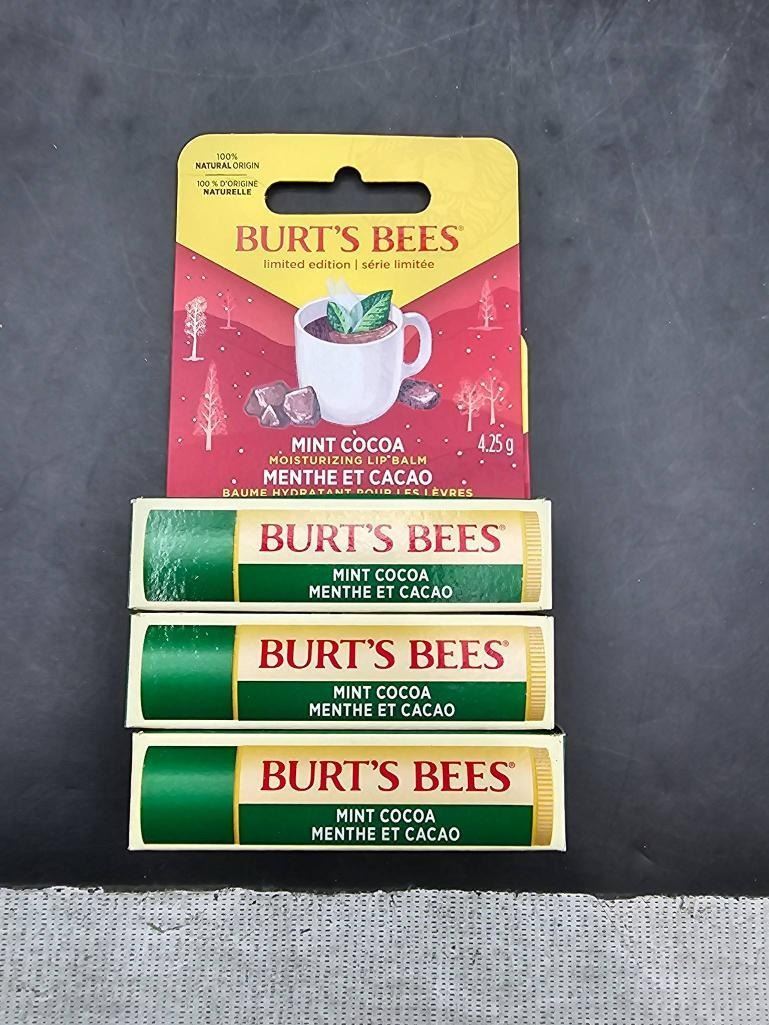 100%
NATURAL ORIGIN
100 % D'ORIGINE
NATURELLE
BURT'S BEES®
limited edition | série limitée
MINT COCOA
4.25 g
MOISTURIZING LIP BALM
MENTHE ET CACAO
BAUME HYDRATANT POUR LES LÈVRES
BURT'S BEES®
MINT COCOA
MENTHE ET CACAO
BURT'S BEES®
MINT COCOA
MENTHE ET CACAO
BURT'S BEES®
MINT COCOA
MENTHE ET CACAO